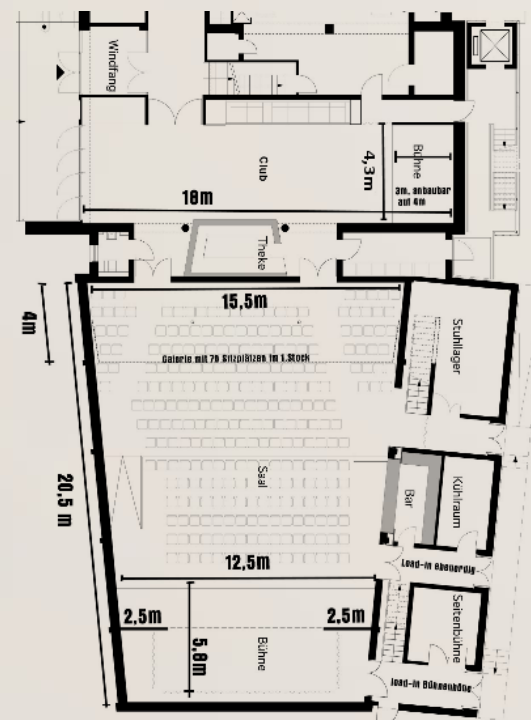 Windfang
Club
18m
4,3m
Bühne
3m, anbaubar
auf 4m
Theke
15,5m
4m
Galerie mit 76 Sitzplätzen im 1.Stock
Stuhllager
20,5 m
Saal
Bar
Kühlraum
Load-in ebenerdig
12,5m
2,5m
2,5m
5,8m
Bühne
Seitenbühne
Load-in Bühnenhöhe